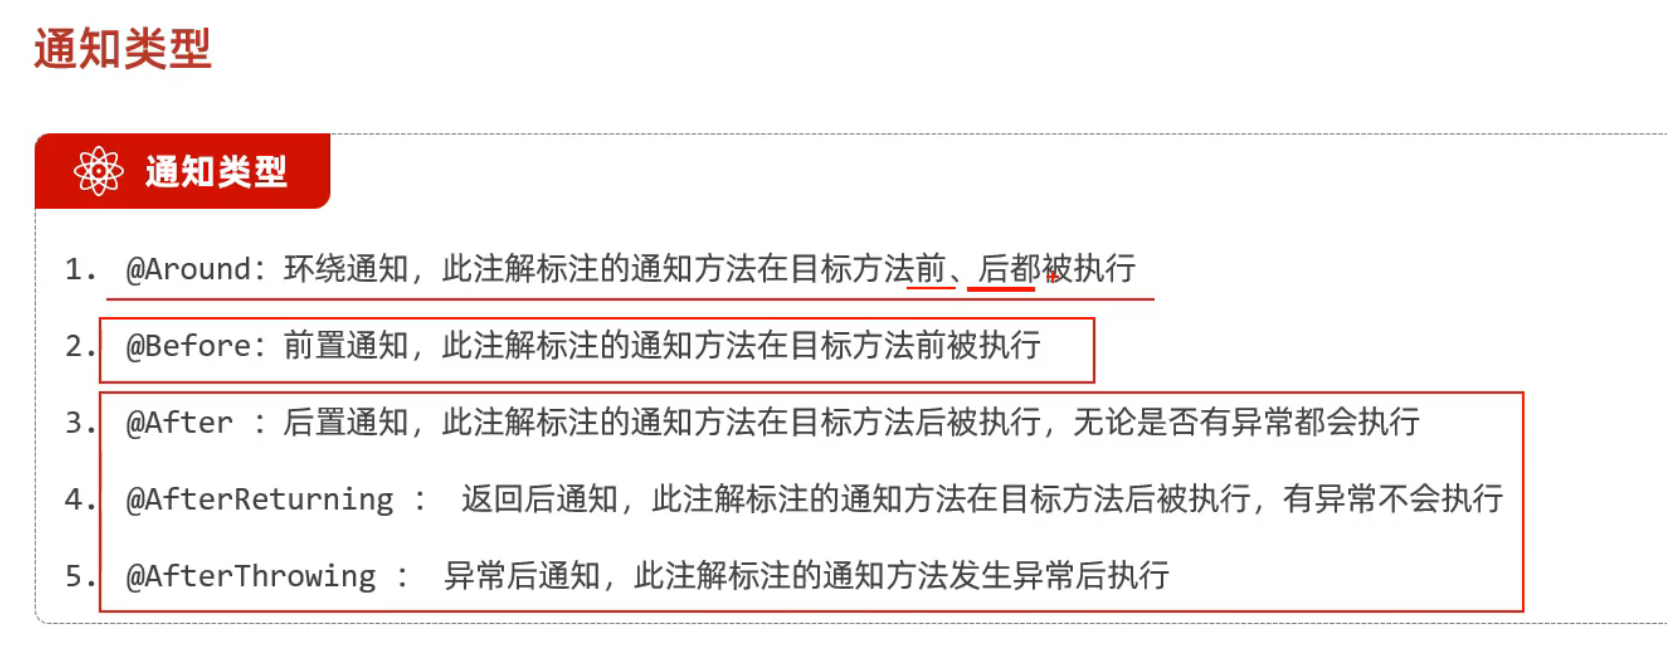 通知类型
通知类型
1. @Around：环绕通知，此注解标注的通知方法在目标方法前、后都被执行
2. @Before：前置通知，此注解标注的通知方法在目标方法前被执行
3. @After ：后置通知，此注解标注的通知方法在目标方法后被执行，无论是否有异常都会执行
4. @AfterReturning ： 返回后通知，此注解标注的通知方法在目标方法后被执行，有异常不会执行
5. @AfterThrowing ： 异常后通知，此注解标注的通知方法发生异常后执行